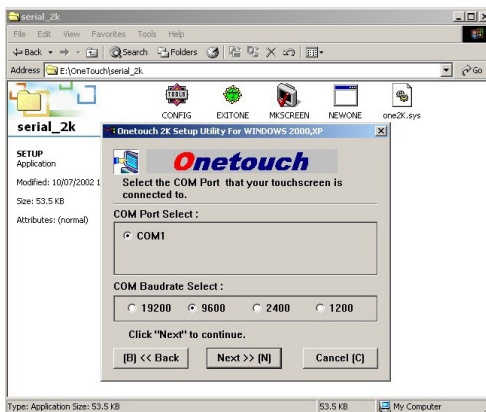 serial_2k
File Edit View Favorites Tools Help
Back Search Folders
Address E:\OneTouch\serial_2k Go
serial_2k
SETUP
Application
Modified: 10/07/2002 1
Size: 53.5 KB
Attributes: (normal)
TOOLS
CONFIG EXITONE MKSCREEN NEWONE one2K.sys
Onetouch 2K Setup Utility For WINDOWS 2000,XP
Onetouch
Select the COM Port that your touchscreen is
connected to.
COM Port Select :
COM1
COM Baudrate Select :
19200 9600 2400 1200
Click "Next" to continue.
(B) << Back Next >> (N) Cancel (C)
Type: Application Size: 53.5 KB 53.5 KB My Computer